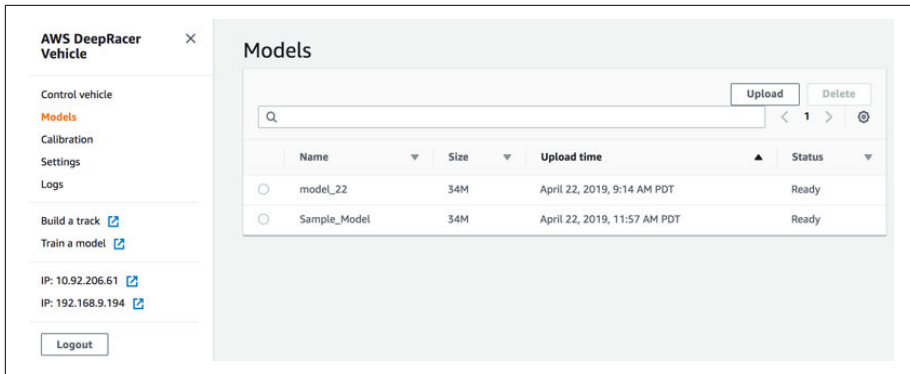 AWS DeepRacer
Vehicle
Control vehicle
Models
Calibration
Settings
Logs
Build a track
Train a model
IP: 10.92.206.61
IP: 192.168.9.194
Logout
Models
Upload Delete
1
Name Size Upload time Status
model_22 34M April 22, 2019, 9:14 AM PDT Ready
Sample_Model 34M April 22, 2019, 11:57 AM PDT Ready